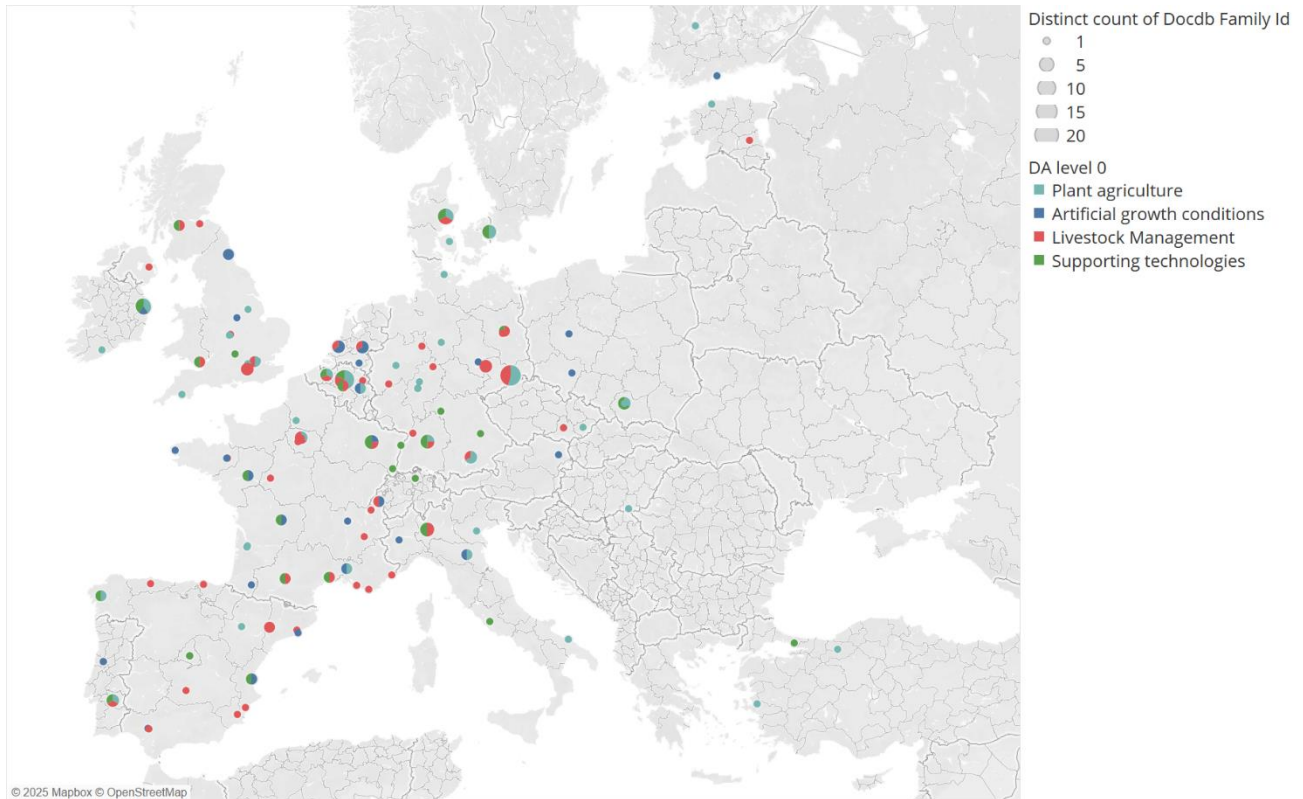 Distinct count of Docdb Family Id
1
5
10
15
20
DA level 0
Plant agriculture
Artificial growth conditions
Livestock Management
Supporting technologies
© 2025 Mapbox © OpenStreetMap